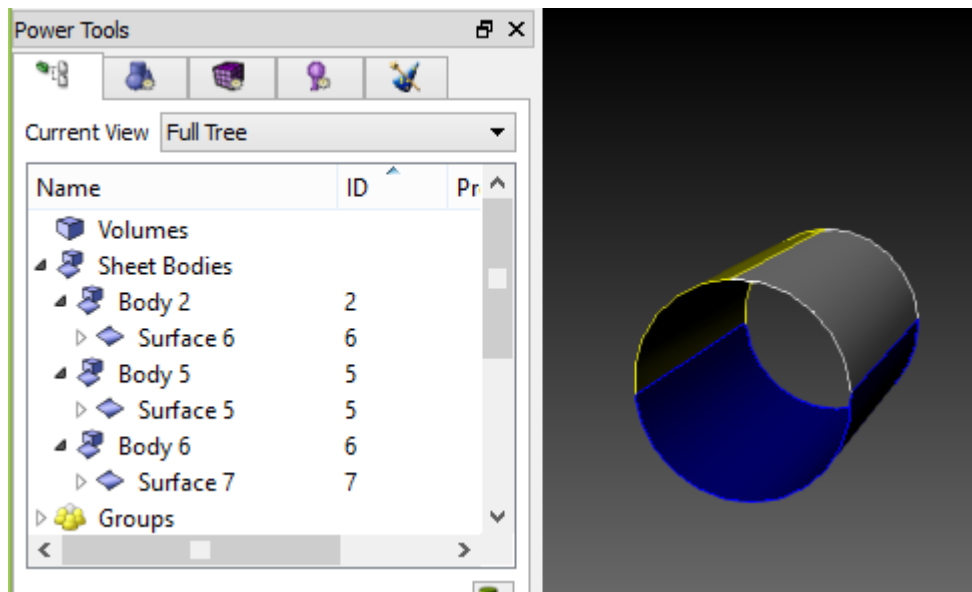 Power Tools
Current View Full Tree
Name ID Pr
Volumes
Sheet Bodies
Body 2 2
Surface 6 6
Body 5 5
Surface 5 5
Body 6 6
Surface 7 7
Groups